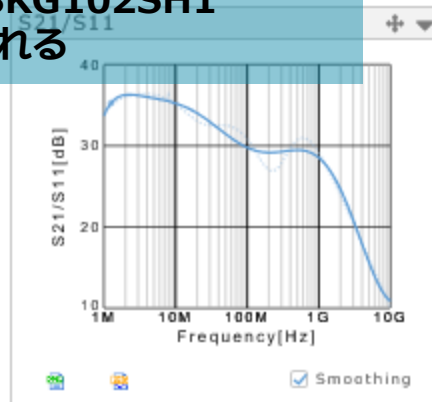 BKG102SH1
れる
S21/S11
40
30
20
10
S21/S11[dB]
1M 10M 100M 1G 10G
Frequency[Hz]
Smoothing